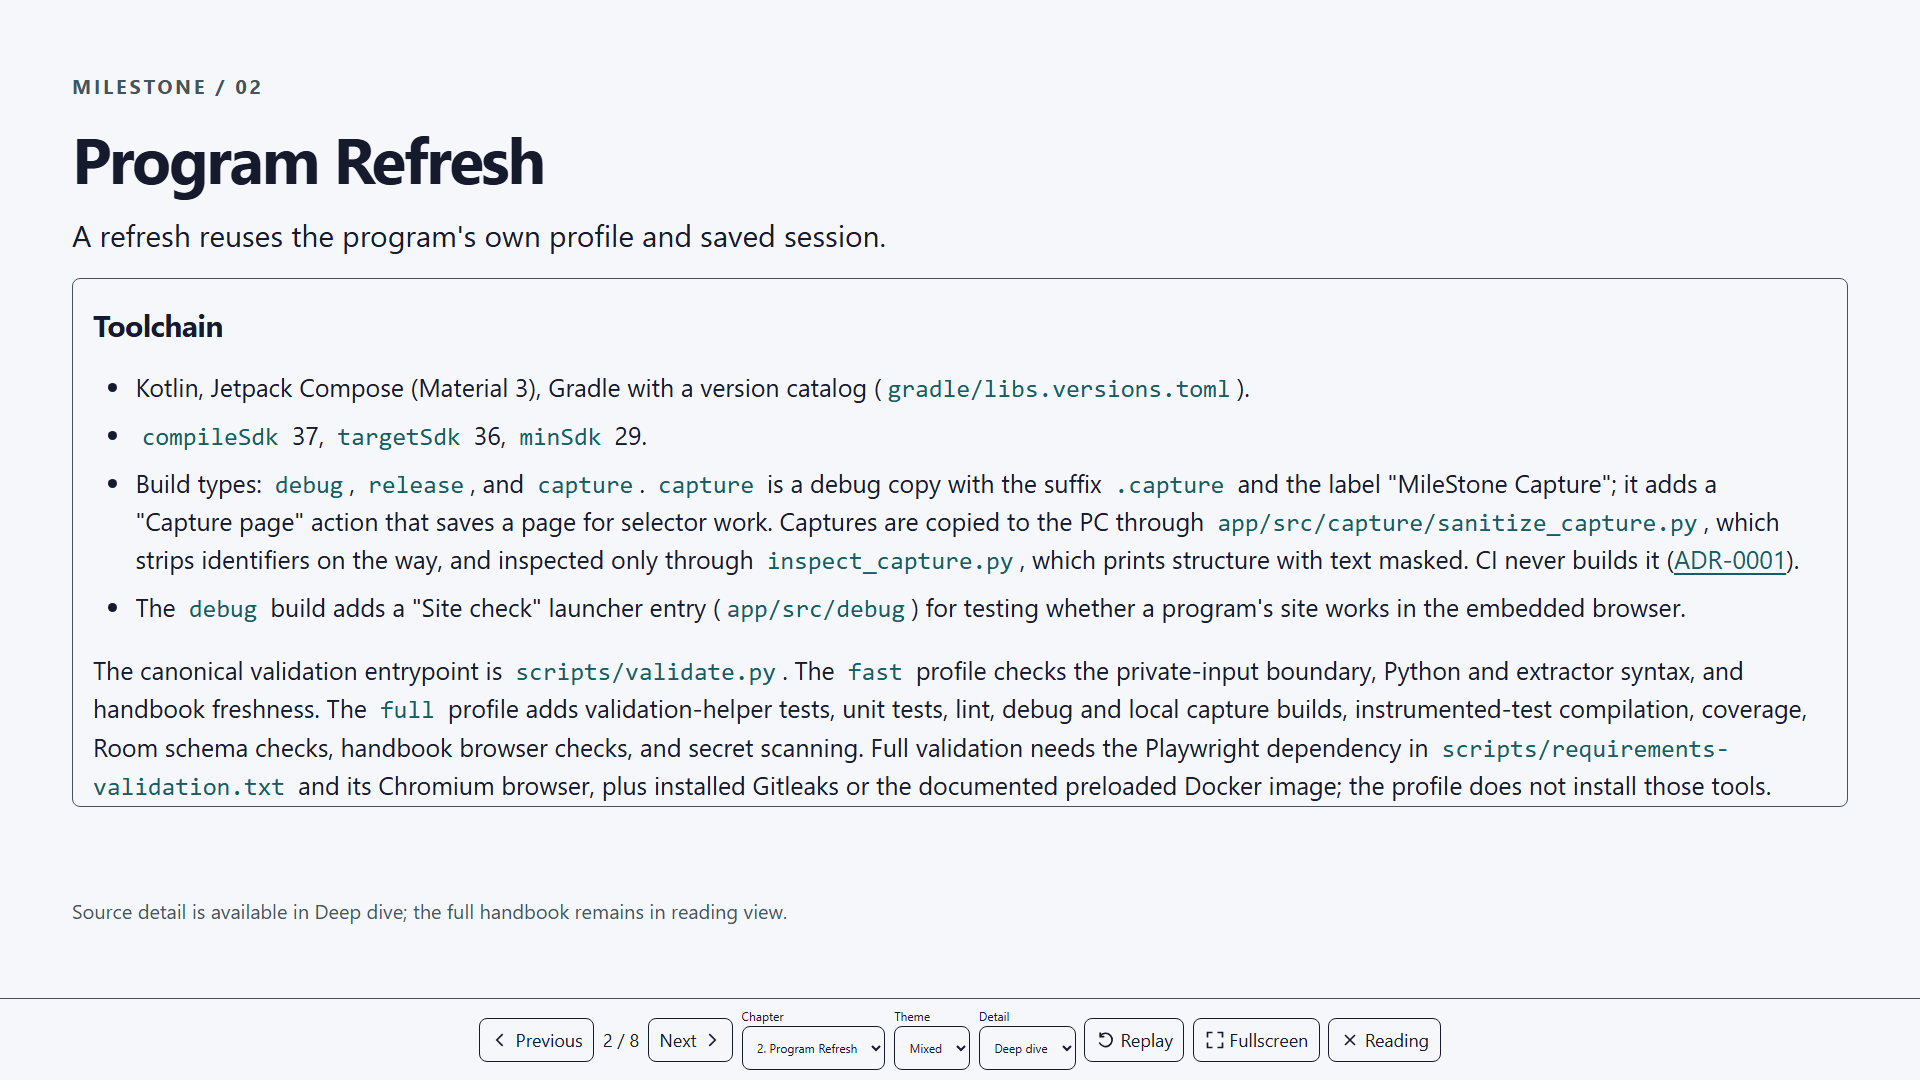 MILESTONE / 02
Program Refresh
A refresh reuses the program's own profile and saved session.
Toolchain
• Kotlin, Jetpack Compose (Material 3), Gradle with a version catalog (gradle/libs.versions.toml).
• compileSdk 37, targetSdk 36, minSdk 29.
• Build types: debug, release, and capture. capture is a debug copy with the suffix .capture and the label "MileStone Capture"; it adds a
"Capture page" action that saves a page for selector work. Captures are copied to the PC through app/src/capture/sanitize_capture.py, which
strips identifiers on the way, and inspected only through inspect_capture.py, which prints structure with text masked. CI never builds it (ADR-0001).
• The debug build adds a "Site check" launcher entry (app/src/debug) for testing whether a program's site works in the embedded browser.
The canonical validation entrypoint is scripts/validate.py. The fast profile checks the private-input boundary, Python and extractor syntax, and
handbook freshness. The full profile adds validation-helper tests, unit tests, lint, debug and local capture builds, instrumented-test compilation, coverage,
Room schema checks, handbook browser checks, and secret scanning. Full validation needs the Playwright dependency in scripts/requirements-
validation.txt and its Chromium browser, plus installed Gitleaks or the documented preloaded Docker image; the profile does not install those tools.
Source detail is available in Deep dive; the full handbook remains in reading view.
Chapter Theme Detail
Previous 2 / 8 Next 2. Program Refresh Mixed Deep dive Replay Fullscreen Reading